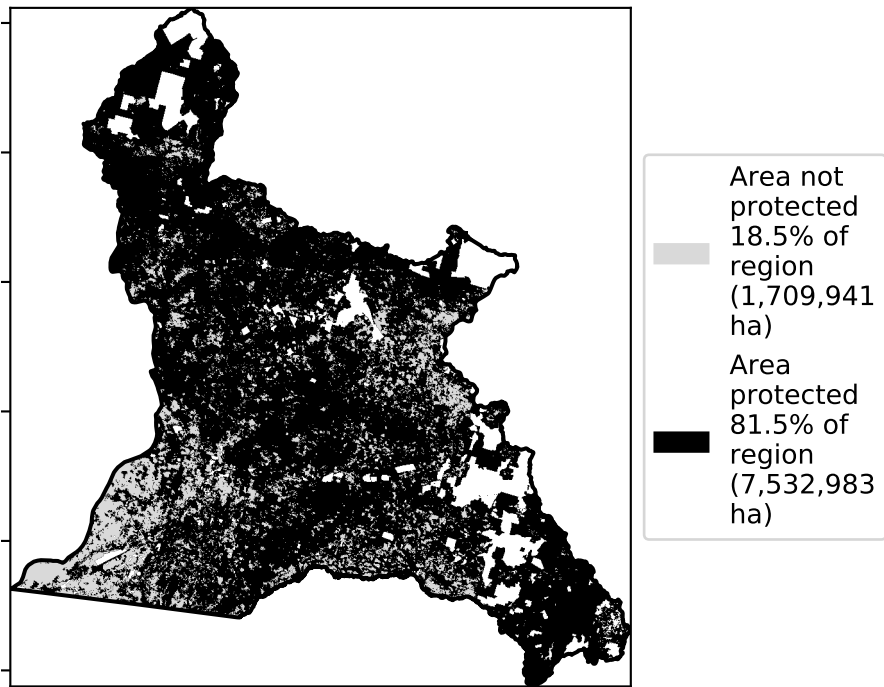 Area not
protected
18.5% of
region
(1,709,941
ha)
Area
protected
81.5% of
region
(7,532,983
ha)